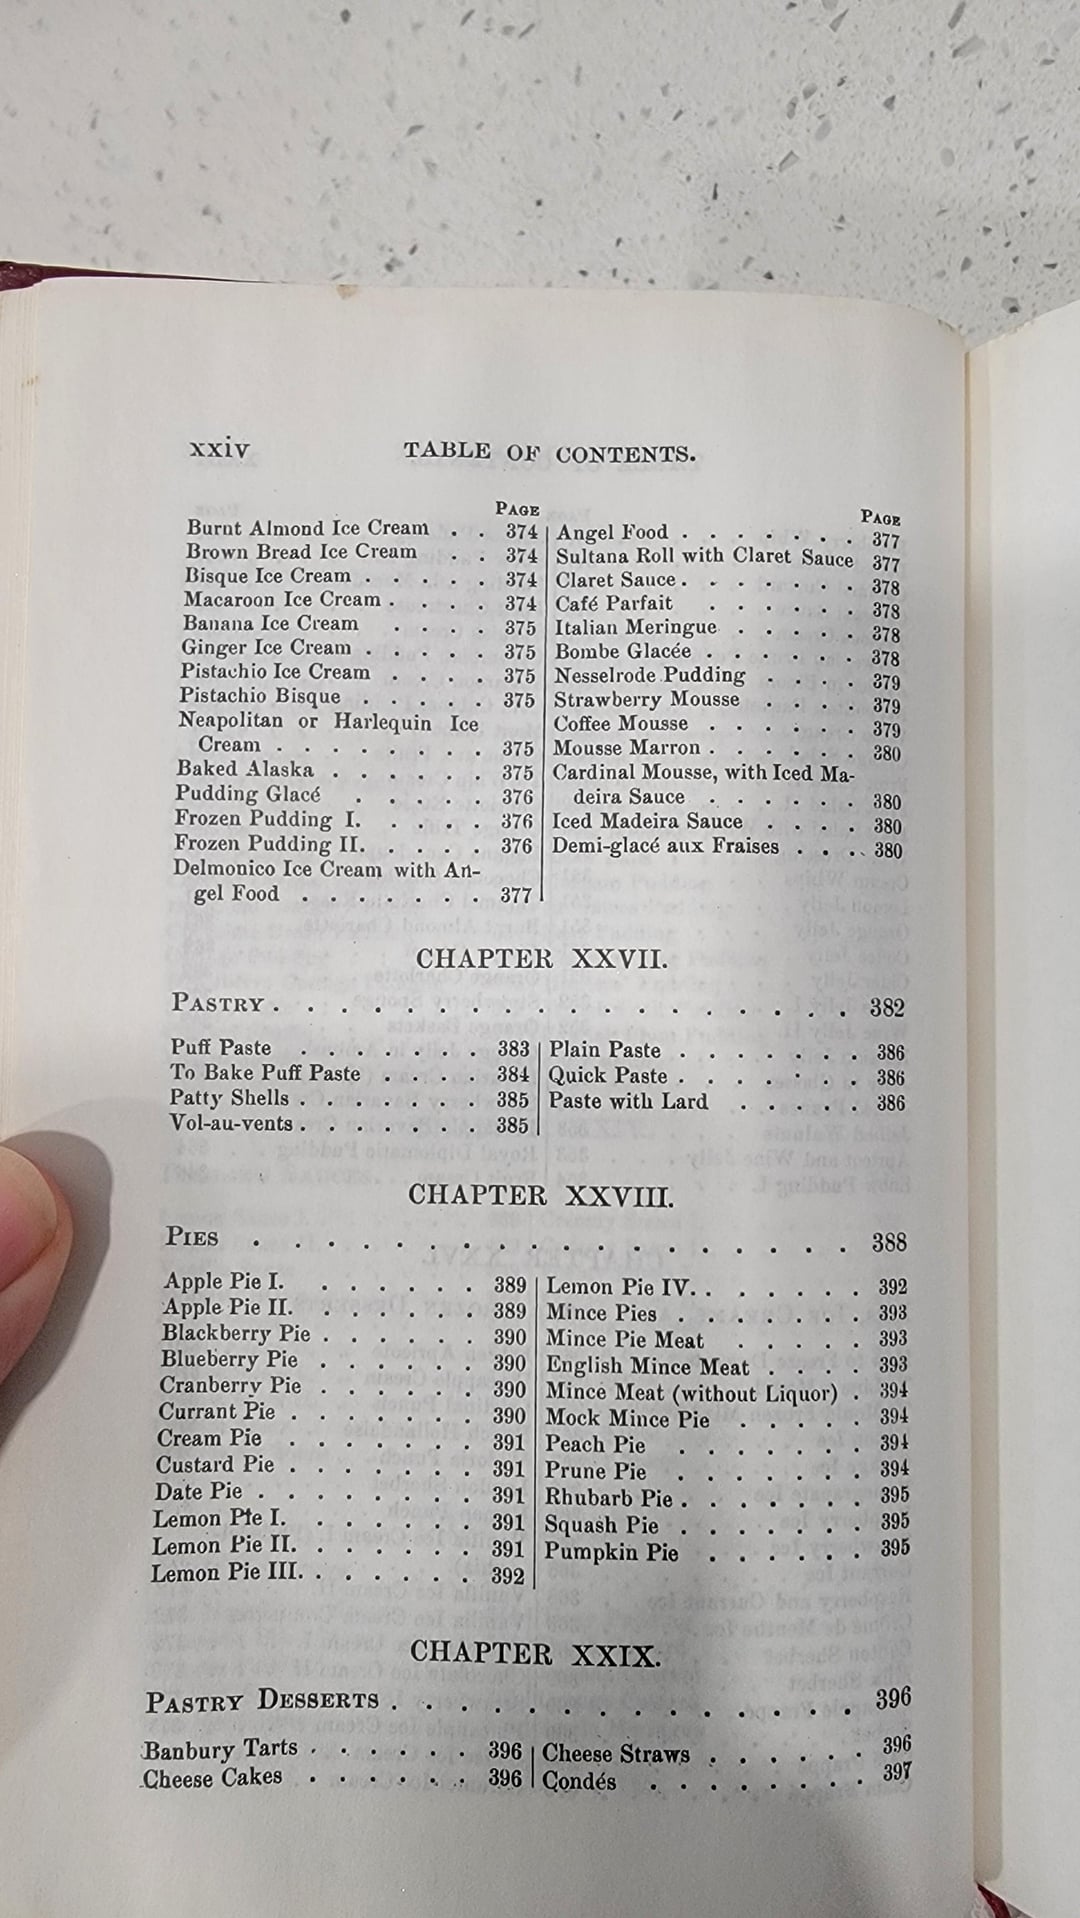 xxiv TABLE OF CONTENTS.
PAGE
Burnt Almond Ice Cream . . 374
Brown Bread Ice Cream . . 374
Bisque Ice Cream . . . . . 374
Macaroon Ice Cream . . . . 374
Banana Ice Cream . . . . 375
Ginger Ice Cream . . . . . 375
Pistachio Ice Cream . . . . 375
Pistachio Bisque . . . . . 375
Neapolitan or Harlequin Ice
Cream . . . . . . . . 375
Baked Alaska . . . . . . 375
Pudding Glacé . . . . . 376
Frozen Pudding I. . . . . 376
Frozen Pudding II. . . . . 376
Delmonico Ice Cream with An-
gel Food . . . . . . . 377
PAGE
Angel Food . . . . . . . 377
Sultana Roll with Claret Sauce 377
Claret Sauce . . . . . . . 378
Café Parfait . . . . . . 378
Italian Meringue . . . . . 378
Bombe Glacée . . . . . . 378
Nesselrode Pudding . . . . 379
Strawberry Mousse . . . . 379
Coffee Mousse . . . . . . 379
Mousse Marron . . . . . . 380
Cardinal Mousse, with Iced Ma-
deira Sauce . . . . . . 380
Iced Madeira Sauce . . . . 380
Demi-glacé aux Fraises . . . . 380
CHAPTER XXVII.
PASTRY . . . . . . . . . . . . . . . . . . 382
Puff Paste . . . . . . . 383
To Bake Puff Paste . . . . 384
Patty Shells . . . . . . . 385
Vol-au-vents . . . . . . . 385
Plain Paste . . . . . . . 386
Quick Paste . . . . . . . 386
Paste with Lard . . . . . 386
CHAPTER XXVIII.
PIES . . . . . . . . . . . . . . . . . . 388
Apple Pie I. . . . . . . 389
Apple Pie II. . . . . . . 389
Blackberry Pie . . . . . . 390
Blueberry Pie . . . . . . 390
Cranberry Pie . . . . . . 390
Currant Pie . . . . . . . 390
Cream Pie . . . . . . . 391
Custard Pie . . . . . . . 391
Date Pie . . . . . . . . 391
Lemon Pie I. . . . . . . . 391
Lemon Pie II. . . . . . . 391
Lemon Pie III. . . . . . . 392
Lemon Pie IV. . . . . . . 392
Mince Pies . . . . . . . 393
Mince Pie Meat . . . . . 393
English Mince Meat . . . . 393
Mince Meat (without Liquor) . 394
Mock Mince Pie . . . . . 394
Peach Pie . . . . . . . 394
Prune Pie . . . . . . . 394
Rhubarb Pie . . . . . . . 395
Squash Pie . . . . . . . 395
Pumpkin Pie . . . . . . 395
CHAPTER XXIX.
PASTRY DESSERTS . . . . . . . . . . . . . . 396
Banbury Tarts . . . . . . 396
Cheese Cakes . . . . . . 396
Cheese Straws . . . . . . 396
Condés . . . . . . . . 397